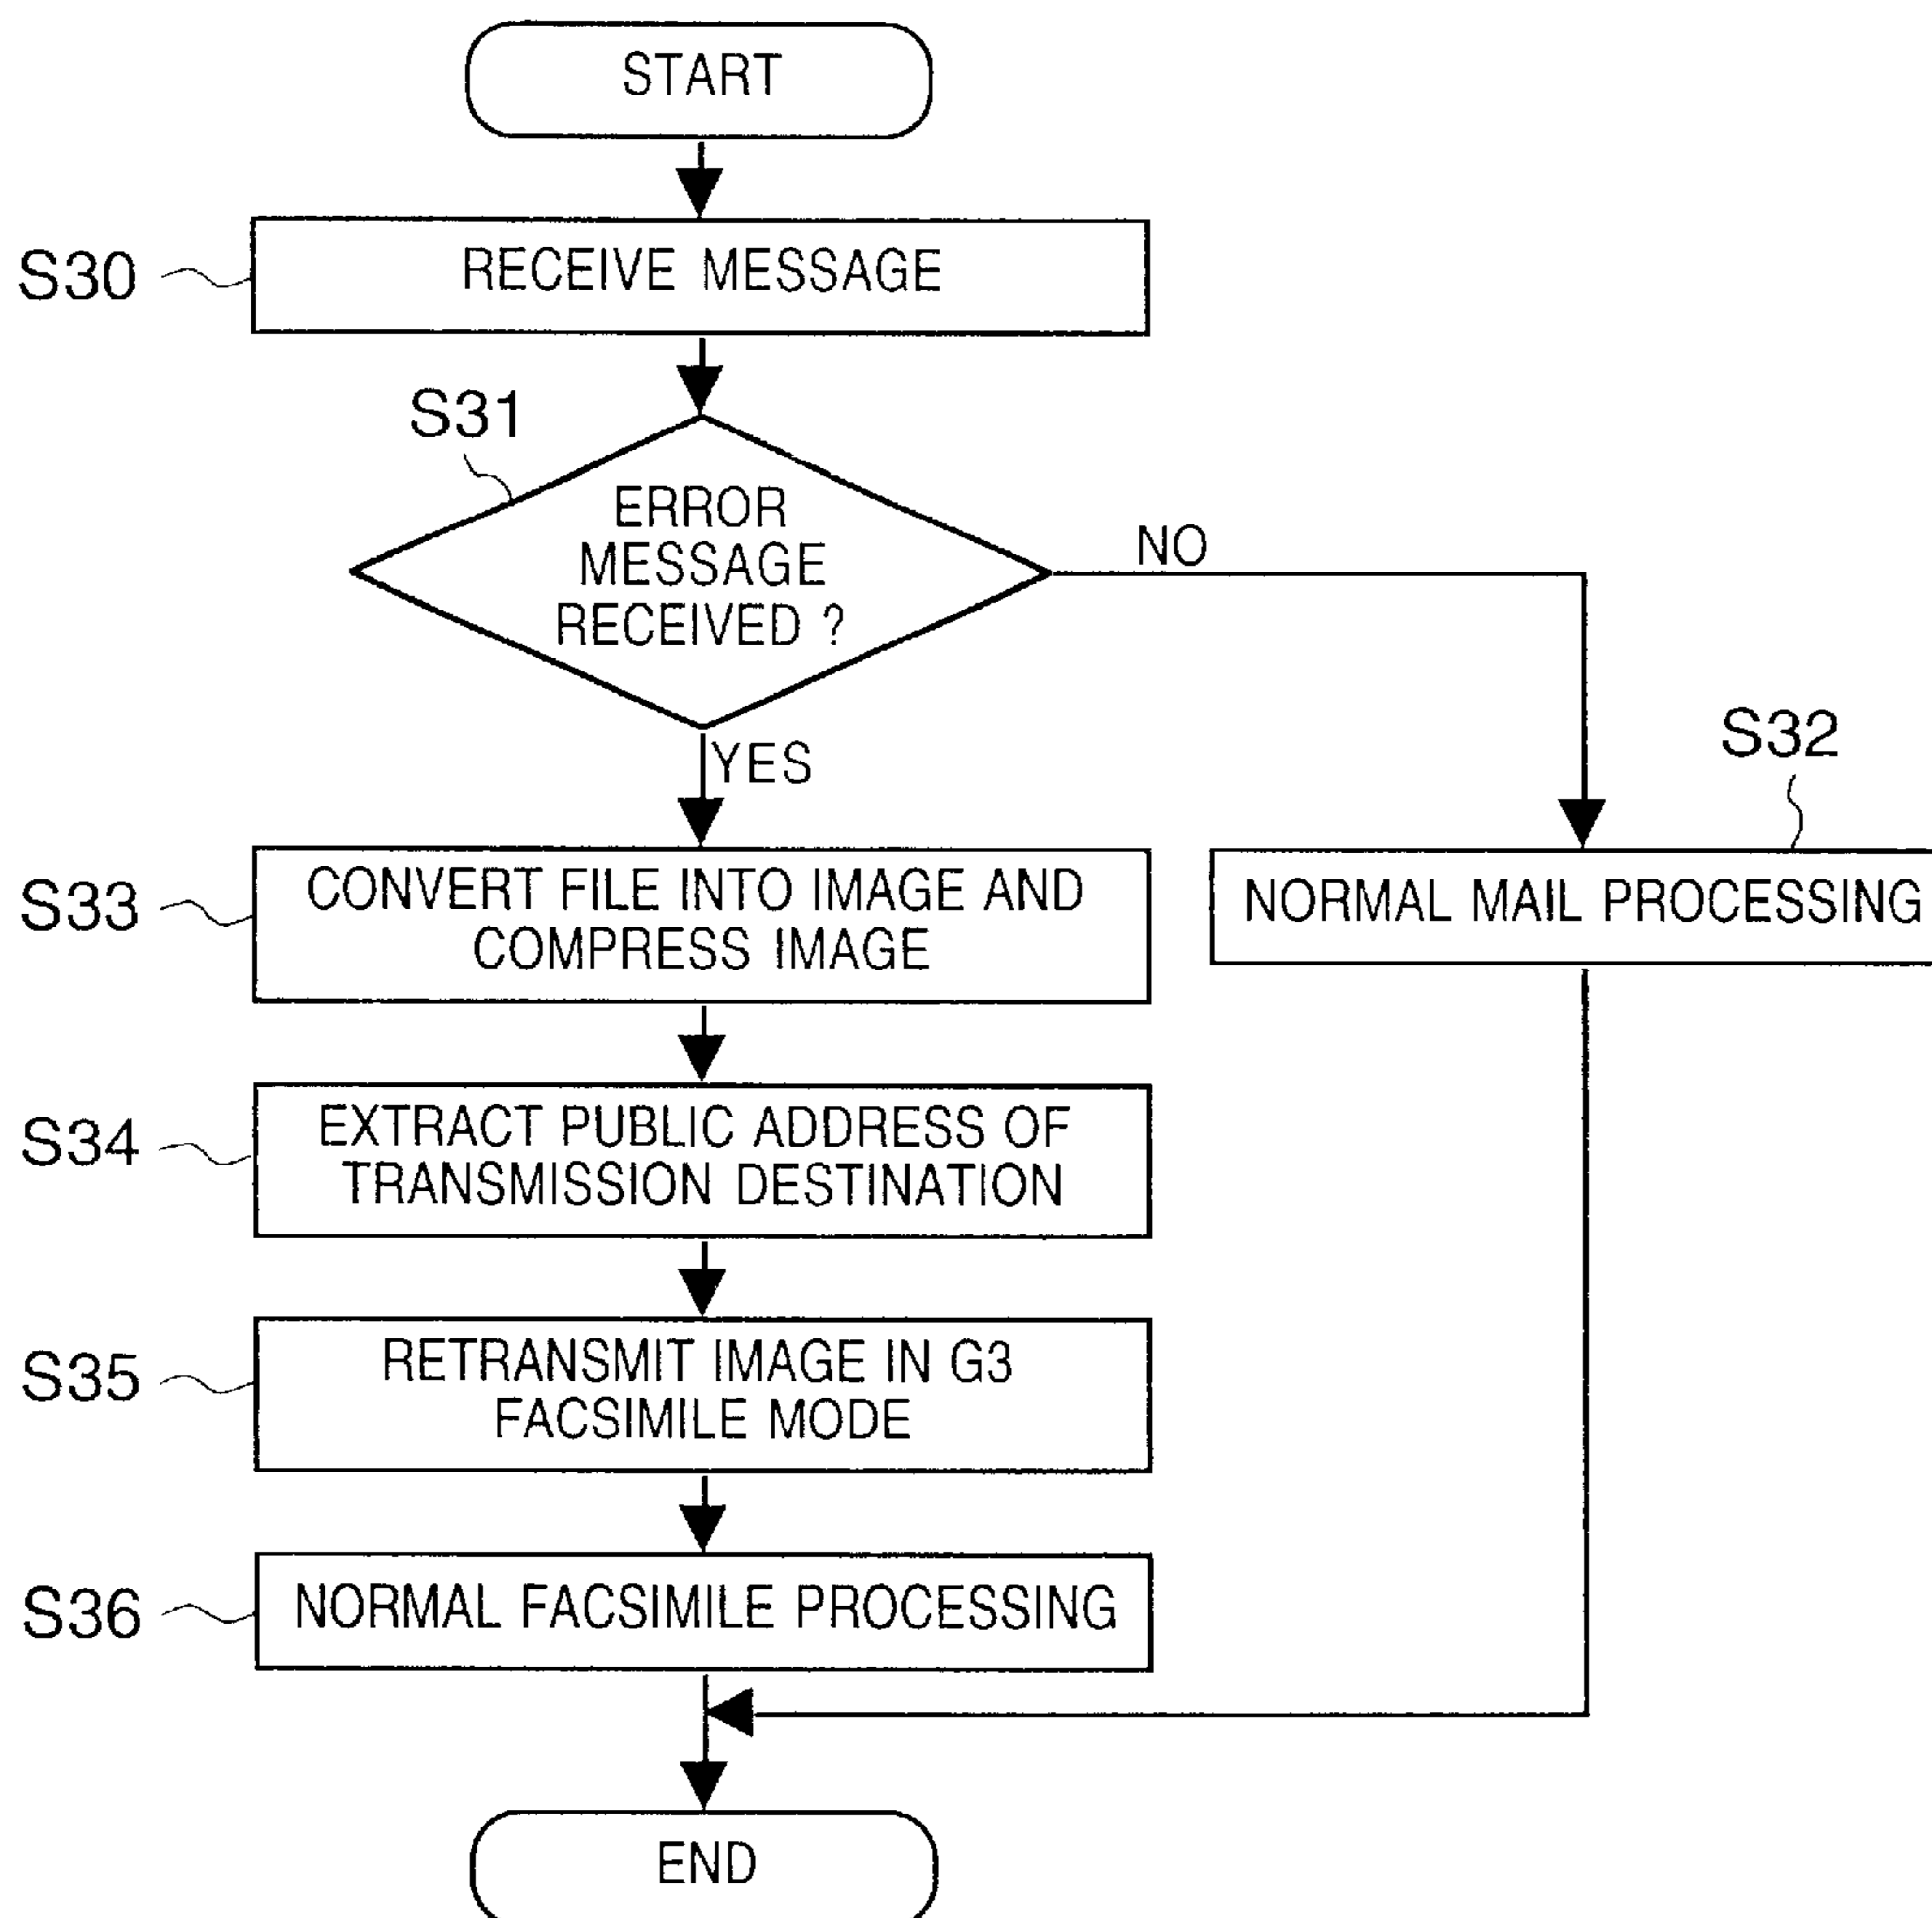 START
S30
RECEIVE MESSAGE
S31
ERROR
MESSAGE
RECEIVED ?
NO
YES
S32
S33
CONVERT FILE INTO IMAGE AND
COMPRESS IMAGE
NORMAL MAIL PROCESSING
S34
EXTRACT PUBLIC ADDRESS OF
TRANSMISSION DESTINATION
S35
RETRANSMIT IMAGE IN G3
FACSIMILE MODE
S36
NORMAL FACSIMILE PROCESSING
END